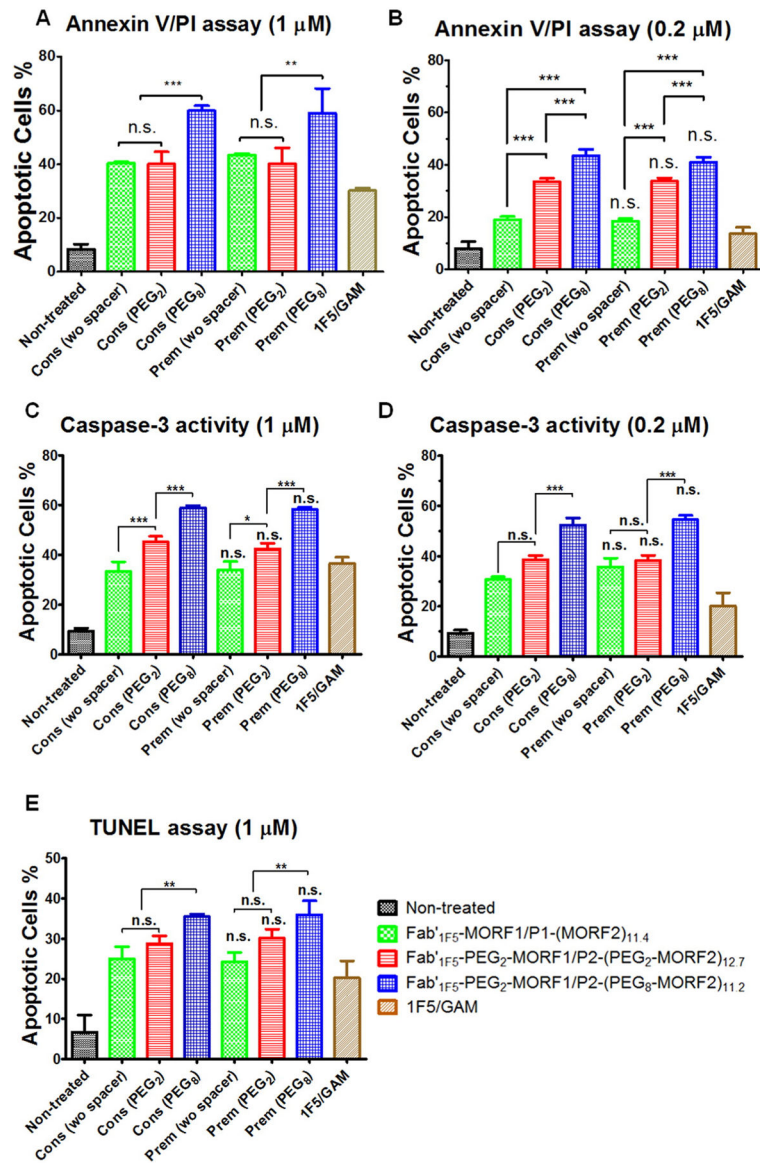 A
Annexin V/PI assay (1 µM)
Apoptotic Cells %
80
60
40
20
0
n.s.
***
n.s.
**
Non-treated
Cons (wo spacer)
Cons (PEG₂)
Cons (PEG₈)
Prem (wo spacer)
Prem (PEG₂)
Prem (PEG₈)
1F5/GAM
B
Annexin V/PI assay (0.2 µM)
Apoptotic Cells %
80
60
40
20
0
***
***
***
***
***
***
n.s.
n.s.
n.s.
Non-treated
Cons (wo spacer)
Cons (PEG₂)
Cons (PEG₈)
Prem (wo spacer)
Prem (PEG₂)
Prem (PEG₈)
1F5/GAM
C
Caspase-3 activity (1 µM)
Apoptotic Cells %
80
60
40
20
0
***
***
*
***
n.s.
n.s.
n.s.
Non-treated
Cons (wo spacer)
Cons (PEG₂)
Cons (PEG₈)
Prem (wo spacer)
Prem (PEG₂)
Prem (PEG₈)
1F5/GAM
D
Caspase-3 activity (0.2 µM)
Apoptotic Cells %
80
60
40
20
0
n.s.
***
n.s.
***
n.s.
n.s.
n.s.
Non-treated
Cons (wo spacer)
Cons (PEG₂)
Cons (PEG₈)
Prem (wo spacer)
Prem (PEG₂)
Prem (PEG₈)
1F5/GAM
E
TUNEL assay (1 µM)
Apoptotic Cells %
50
40
30
20
10
0
n.s.
**
n.s.
**
n.s.
n.s.
n.s.
Non-treated
Cons (wo spacer)
Cons (PEG₂)
Cons (PEG₈)
Prem (wo spacer)
Prem (PEG₂)
Prem (PEG₈)
1F5/GAM
Non-treated
Fab'₁F₅-MORF1/P1-(MORF2)₁₁.₄
Fab'₁F₅-PEG₂-MORF1/P2-(PEG₂-MORF2)₁₂.₇
Fab'₁F₅-PEG₂-MORF1/P2-(PEG₈-MORF2)₁₁.₂
1F5/GAM